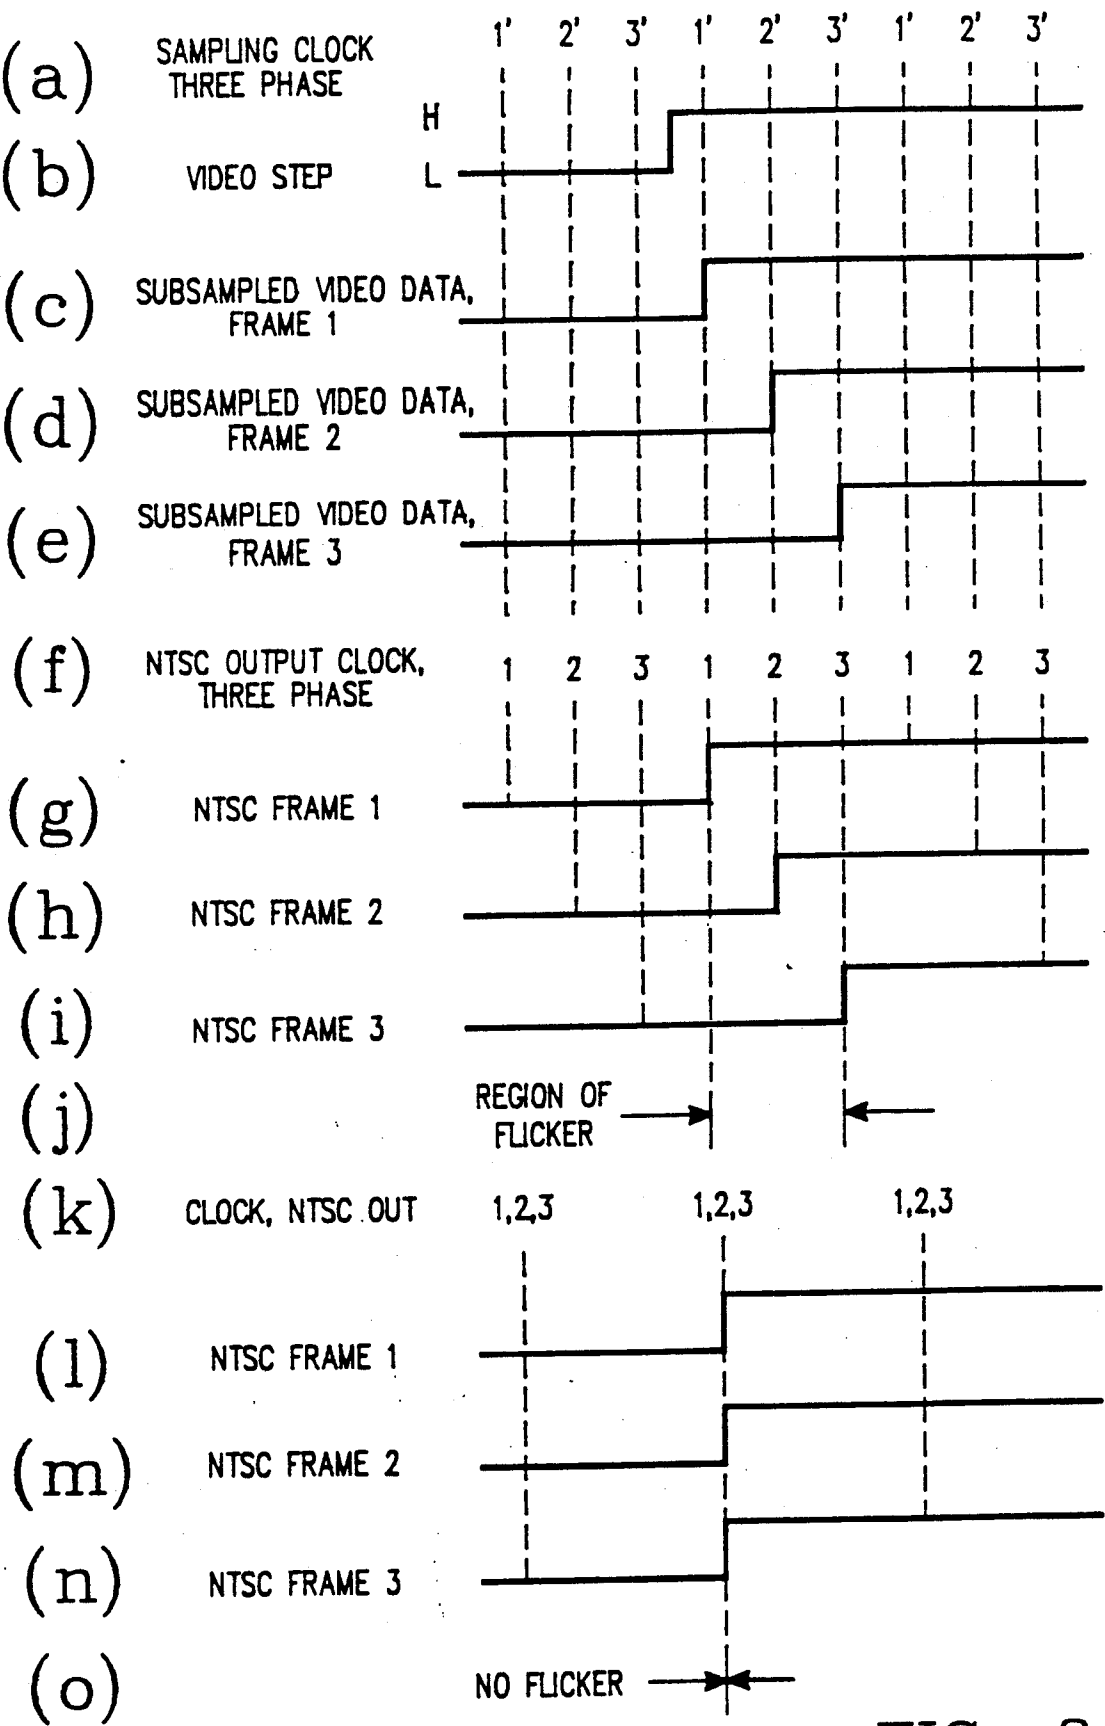 1' 2' 3' 1' 2' 3' 1' 2' 3'
(a) SAMPLING CLOCK
THREE PHASE
H
(b) VIDEO STEP L
(c) SUBSAMPLED VIDEO DATA,
FRAME 1
(d) SUBSAMPLED VIDEO DATA,
FRAME 2
(e) SUBSAMPLED VIDEO DATA,
FRAME 3
(f) NTSC OUTPUT CLOCK, 1 2 3 1 2 3 1 2 3
THREE PHASE
(g) NTSC FRAME 1
(h) NTSC FRAME 2
(i) NTSC FRAME 3
(j) REGION OF
FLICKER
(k) CLOCK, NTSC OUT 1,2,3 1,2,3 1,2,3
(l) NTSC FRAME 1
(m) NTSC FRAME 2
(n) NTSC FRAME 3
(o) NO FLICKER